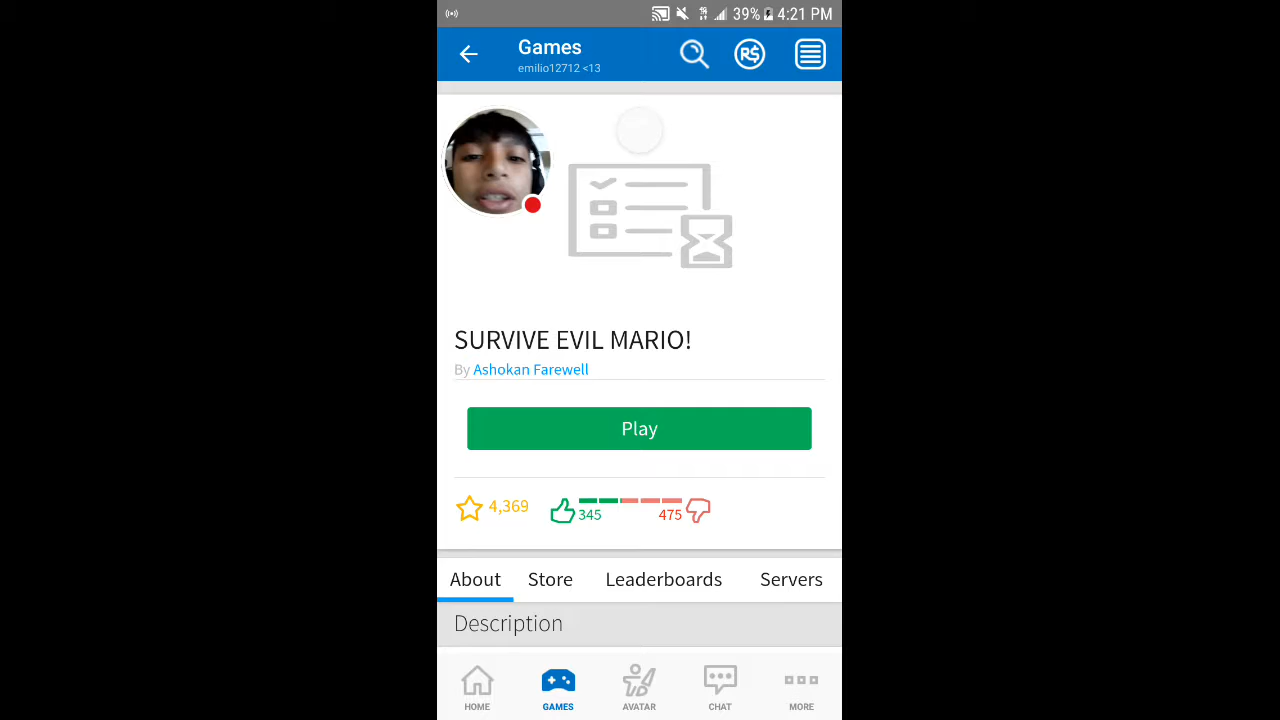 39% 4:21 PM
Games
emilio12712 <13
R$
SURVIVE EVIL MARIO!
By Ashokan Farewell
Play
4,369
345
475
About Store Leaderboards Servers
Description
HOME GAMES AVATAR CHAT MORE